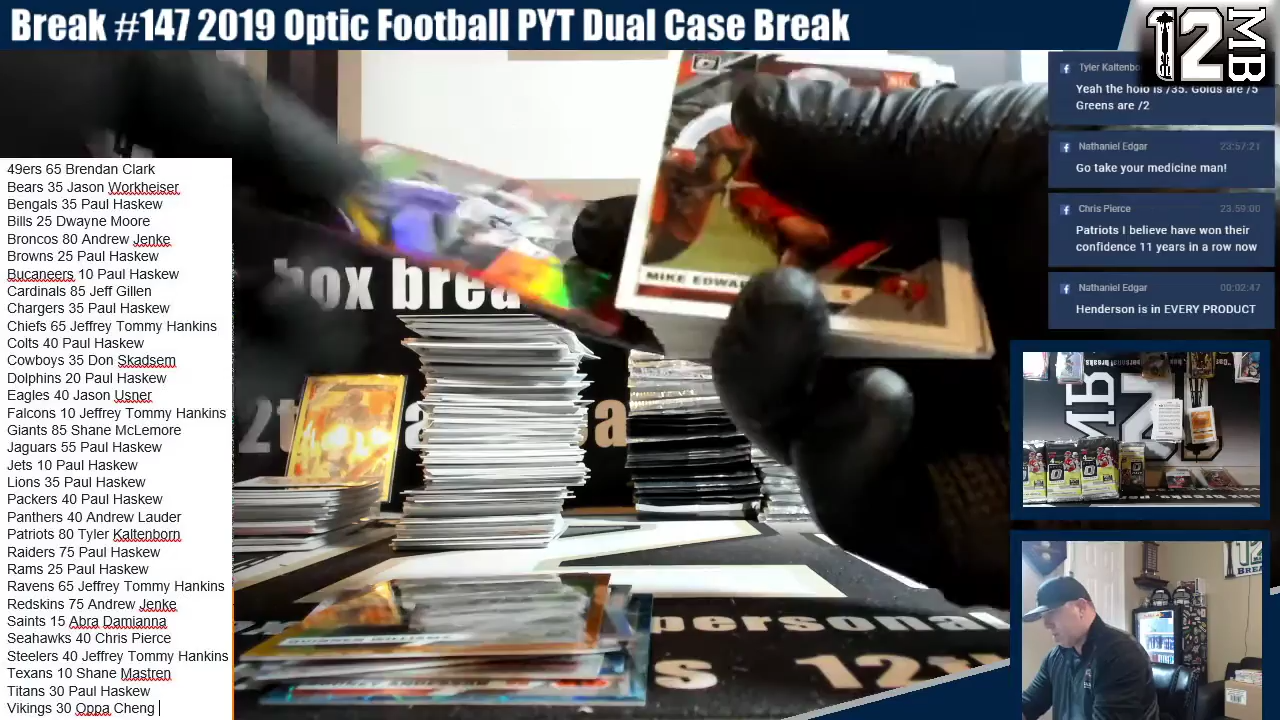 Break #147 2019 Optic Football PYT Dual Case Break
12
MB
49ers 65 Brendan Clark
Bears 35 Jason Workheiser
Bengals 35 Paul Haskew
Bills 25 Dwayne Moore
Broncos 80 Andrew Jenke
Browns 25 Paul Haskew
Bucaneers 10 Paul Haskew
Cardinals 85 Jeff Gillen
Chargers 35 Paul Haskew
Chiefs 65 Jeffrey Tommy Hankins
Colts 40 Paul Haskew
Cowboys 35 Don Skadsem
Dolphins 20 Paul Haskew
Eagles 40 Jason Usner
Falcons 10 Jeffrey Tommy Hankins
Giants 85 Shane McLemore
Jaguars 55 Paul Haskew
Jets 10 Paul Haskew
Lions 35 Paul Haskew
Packers 40 Paul Haskew
Panthers 40 Andrew Lauder
Patriots 80 Tyler Kaltenborn
Raiders 75 Paul Haskew
Rams 25 Paul Haskew
Ravens 65 Jeffrey Tommy Hankins
Redskins 75 Andrew Jenke
Saints 15 Abra Damianna
Seahawks 40 Chris Pierce
Steelers 40 Jeffrey Tommy Hankins
Texans 10 Shane Mastren
Titans 30 Paul Haskew
Vikings 30 Oppa Cheng
box brea
MIKE EDWAR
personal
12th
Tyler Kaltenbo
Yeah the holo is /35. Golds are /5
Greens are /2
Nathaniel Edgar 23:57:21
Go take your medicine man!
Chris Pierce 23:59:00
Patriots I believe have won their
confidence 11 years in a row now
Nathaniel Edgar 00:02:47
Henderson is in EVERY PRODUCT